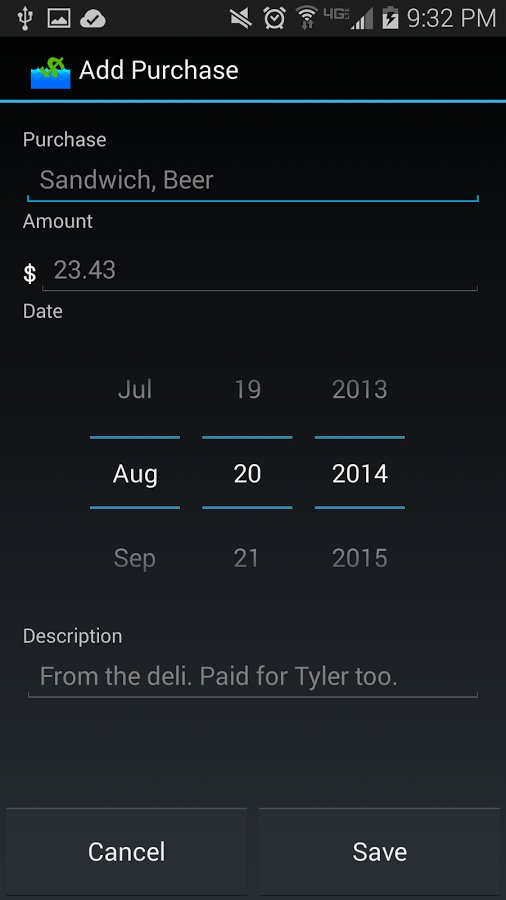 4G 9:32 PM
Add Purchase
Purchase
Sandwich, Beer
Amount
$ 23.43
Date
Jul 19 2013
Aug 20 2014
Sep 21 2015
Description
From the deli. Paid for Tyler too.
Cancel Save